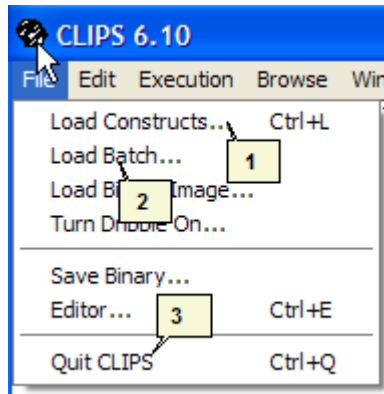 CLIPS 6.10
File Edit Execution Browse Win
Load Constructs... Ctrl+L
1
Load Batch...
Load Image...
2
Turn On...
Save Binary...
Editor... Ctrl+E
3
Quit CLIPS Ctrl+Q